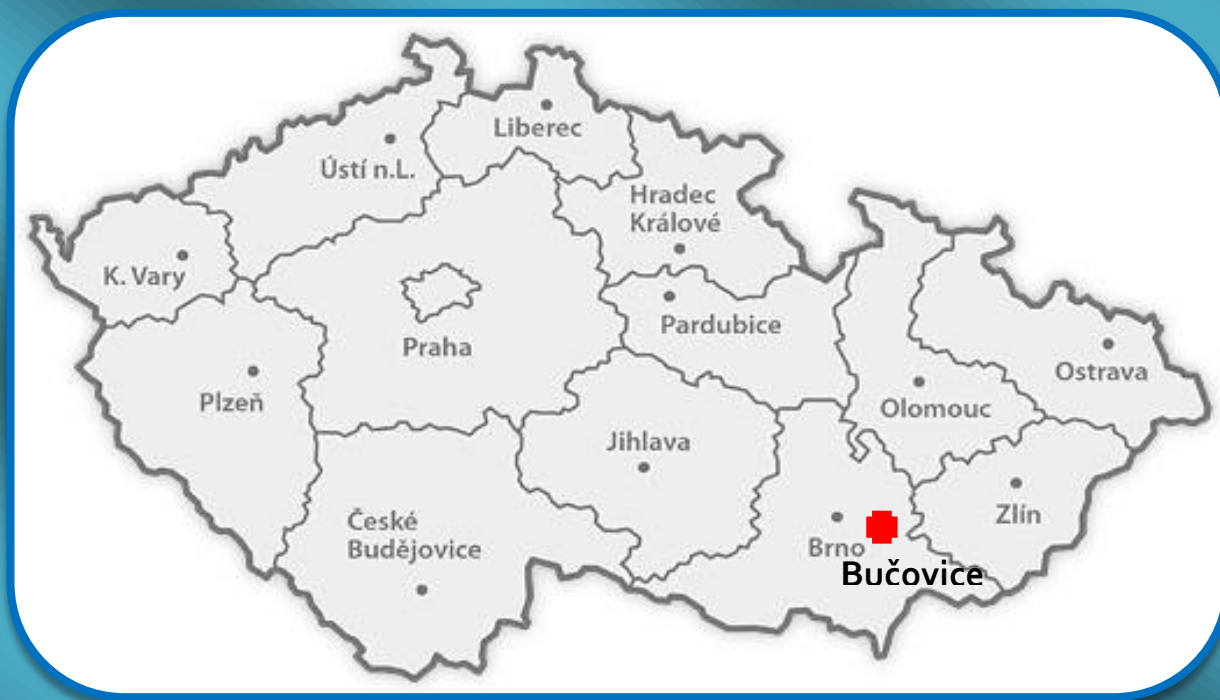 Liberec
Ústí n.L.
Hradec
Králové
K. Vary
Pardubice
Praha
Ostrava
Plzeň
Olomouc
Jihlava
Zlín
České
Budějovice
Brno
Bučovice